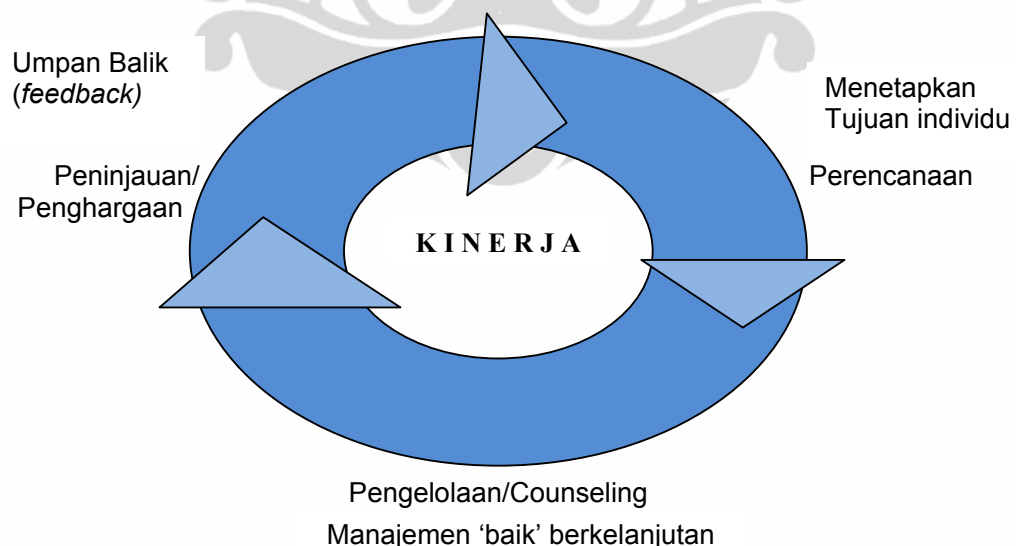 Umpan Balik
(feedback)
Menetapkan
Tujuan individu
Peninjauan/
Penghargaan
Perencanaan
K I N E R J A
Pengelolaan/Counseling
Manajemen ‘baik’ berkelanjutan